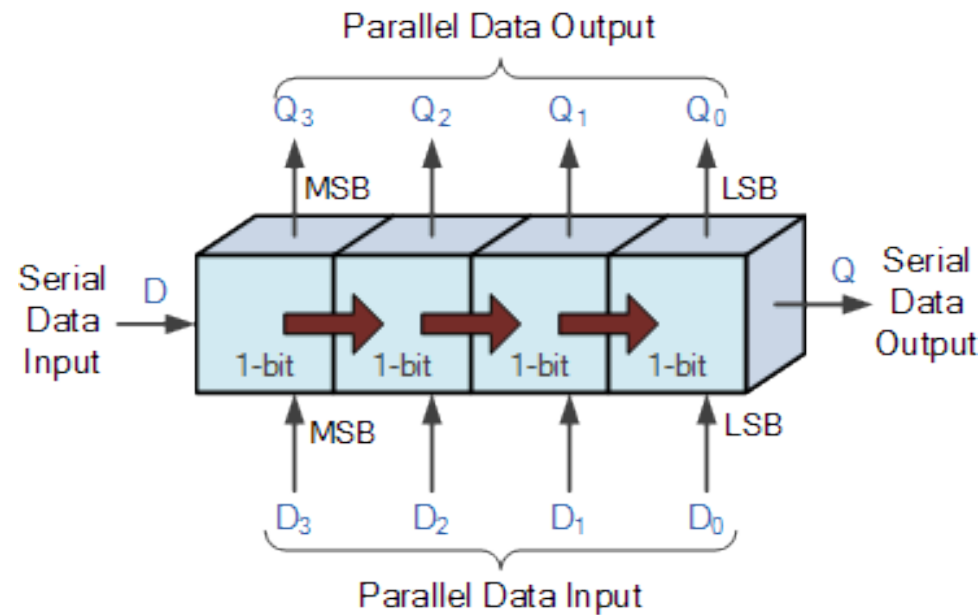 Parallel Data Output
Q₃ Q₂ Q₁ Q₀
MSB LSB
Serial Data Input
D
1-bit 1-bit 1-bit 1-bit
Q
Serial Data Output
MSB LSB
D₃ D₂ D₁ D₀
Parallel Data Input